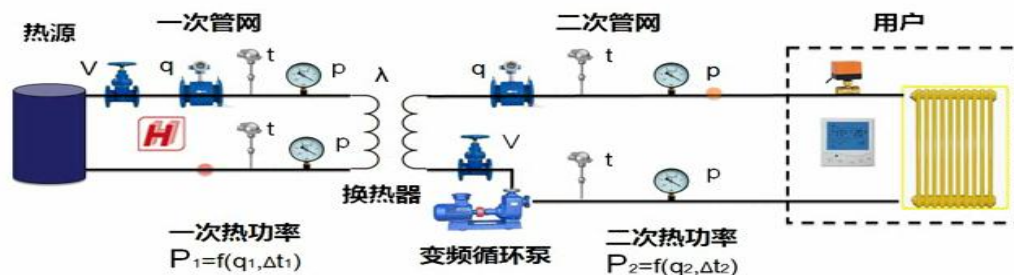 一次管网
二次管网
用户
热源
V
q
t
p
λ
q
t
p
t
p
V
t
p
换热器
一次热功率
P₁=f(q₁,Δt₁)
变频循环泵
二次热功率
P₂=f(q₂,Δt₂)
H